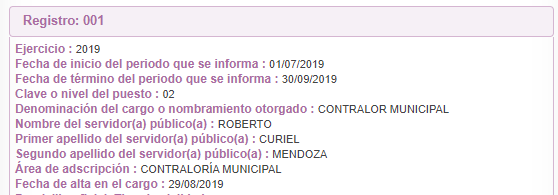 Registro: 001
Ejercicio : 2019
Fecha de inicio del periodo que se informa : 01/07/2019
Fecha de término del periodo que se informa : 30/09/2019
Clave o nivel del puesto : 02
Denominación del cargo o nombramiento otorgado : CONTRALOR MUNICIPAL
Nombre del servidor(a) público(a) : ROBERTO
Primer apellido del servidor(a) público(a) : CURIEL
Segundo apellido del servidor(a) público(a) : MENDOZA
Área de adscripción : CONTRALORÍA MUNICIPAL
Fecha de alta en el cargo : 29/08/2019